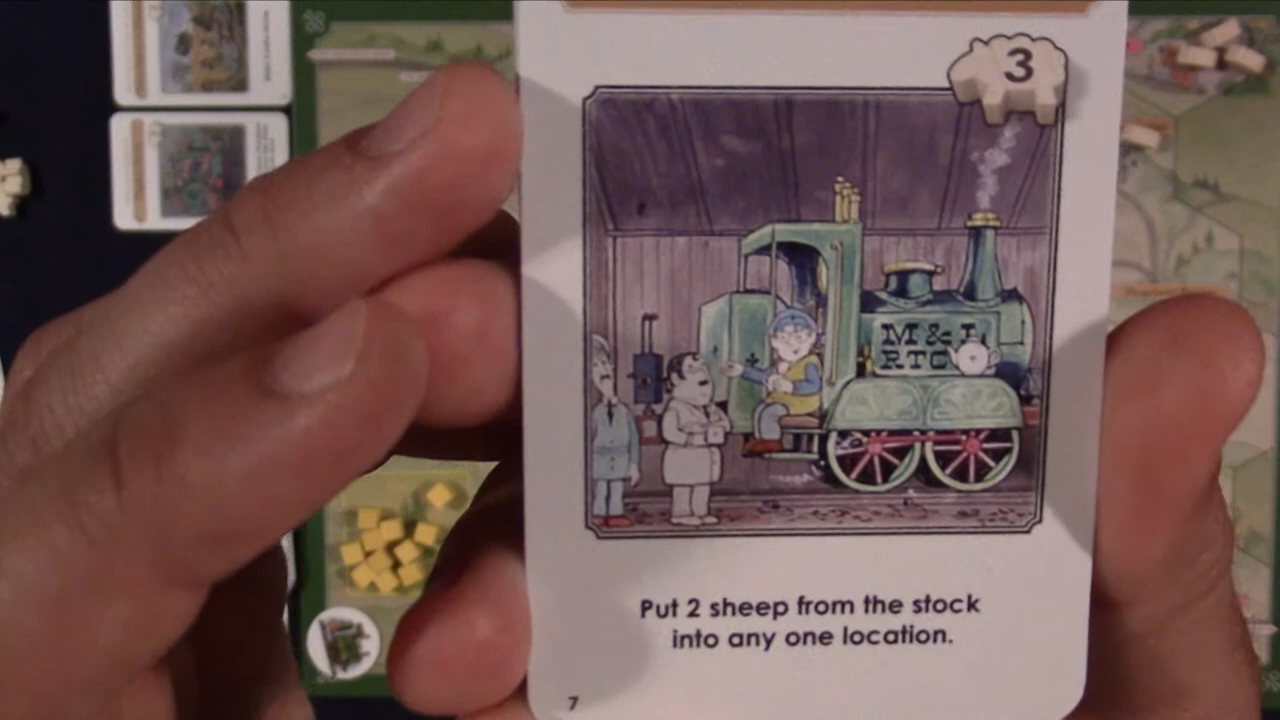 3
M & L
RTC
Put 2 sheep from the stock
into any one location.
7